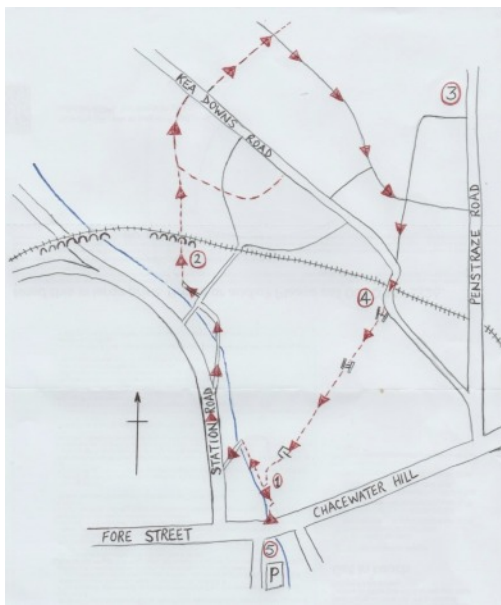 KEA DOWNS
ROAD
3
PENSTRAZE ROAD
2
4
STATION ROAD
1
CHACEWATER HILL
FORE STREET
5
P